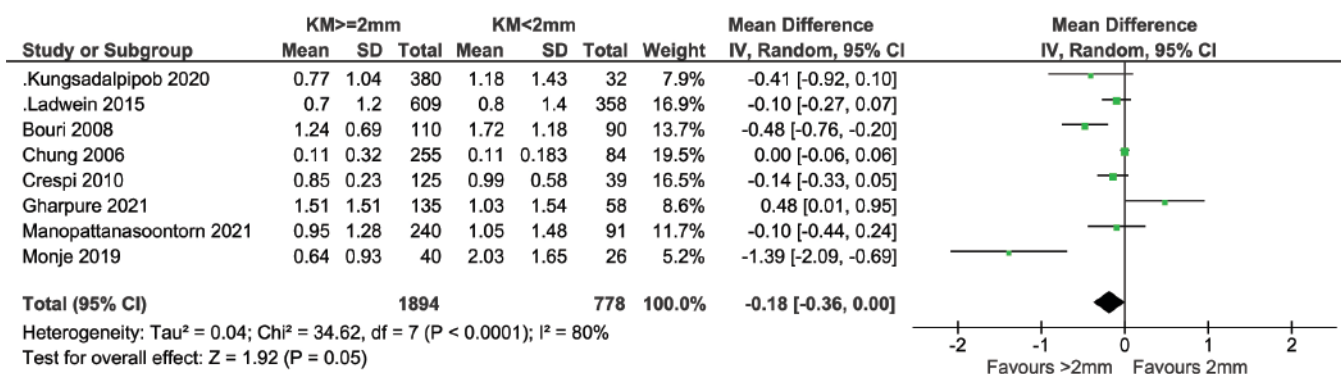 KM>=2mm KM<2mm Mean Difference Mean Difference
Study or Subgroup Mean SD Total Mean SD Total Weight IV, Random, 95% CI IV, Random, 95% CI
.Kungsadalpipob 2020 0.77 1.04 380 1.18 1.43 32 7.9% -0.41 [-0.92, 0.10]
.Ladwein 2015 0.7 1.2 609 0.8 1.4 358 16.9% -0.10 [-0.27, 0.07]
Bouri 2008 1.24 0.69 110 1.72 1.18 90 13.7% -0.48 [-0.76, -0.20]
Chung 2006 0.11 0.32 255 0.11 0.183 84 19.5% 0.00 [-0.06, 0.06]
Crespi 2010 0.85 0.23 125 0.99 0.58 39 16.5% -0.14 [-0.33, 0.05]
Gharpure 2021 1.51 1.51 135 1.03 1.54 58 8.6% 0.48 [0.01, 0.95]
Manopattanasoontorn 2021 0.95 1.28 240 1.05 1.48 91 11.7% -0.10 [-0.44, 0.24]
Monje 2019 0.64 0.93 40 2.03 1.65 26 5.2% -1.39 [-2.09, -0.69]
Total (95% CI) 1894 778 100.0% -0.18 [-0.36, 0.00]
Heterogeneity: Tau² = 0.04; Chi² = 34.62, df = 7 (P < 0.0001); I² = 80%
Test for overall effect: Z = 1.92 (P = 0.05)
-2 -1 0 1 2
Favours >2mm Favours 2mm